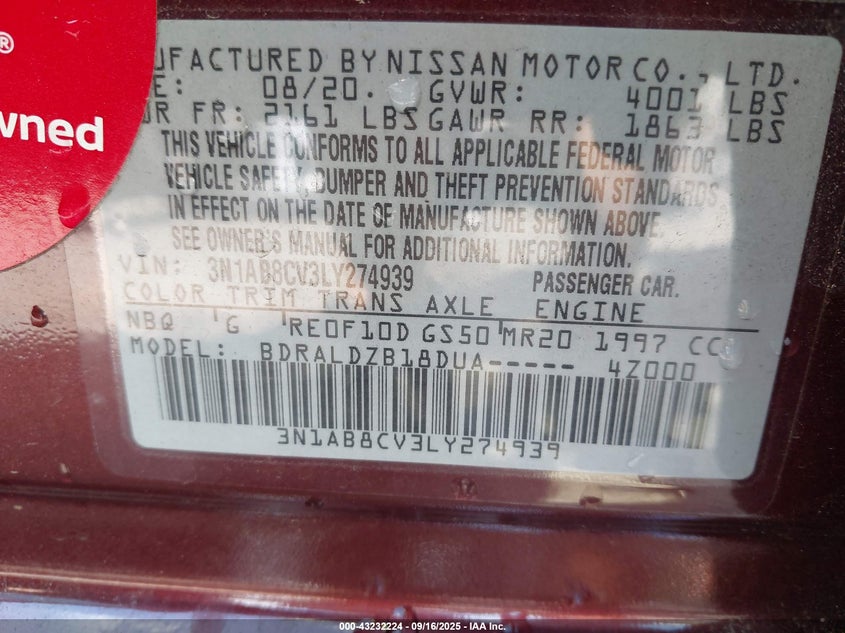 ®
wned
UFACTURED BY NISSAN MOTOR CO., LTD.
E: 08/20. GVWR: 4001 LBS
WR FR: 2161 LBS GAWR RR: 1863 LBS
THIS VEHICLE CONFORMS TO ALL APPLICABLE FEDERAL MOTOR
VEHICLE SAFETY, BUMPER AND THEFT PREVENTION STANDARDS
IN EFFECT ON THE DATE OF MANUFACTURE SHOWN ABOVE.
SEE OWNER'S MANUAL FOR ADDITIONAL INFORMATION.
VIN: 3N1AB8CV3LY274939 PASSENGER CAR.
COLOR TRIM TRANS AXLE ENGINE
NBQ G RE0F10D GS50 MR20 1997 CC
MODEL: BDRALDZB18DUA----- 4Z000
3N1AB8CV3LY274939
000-43232224 - 09/16/2025 - IAA Inc.